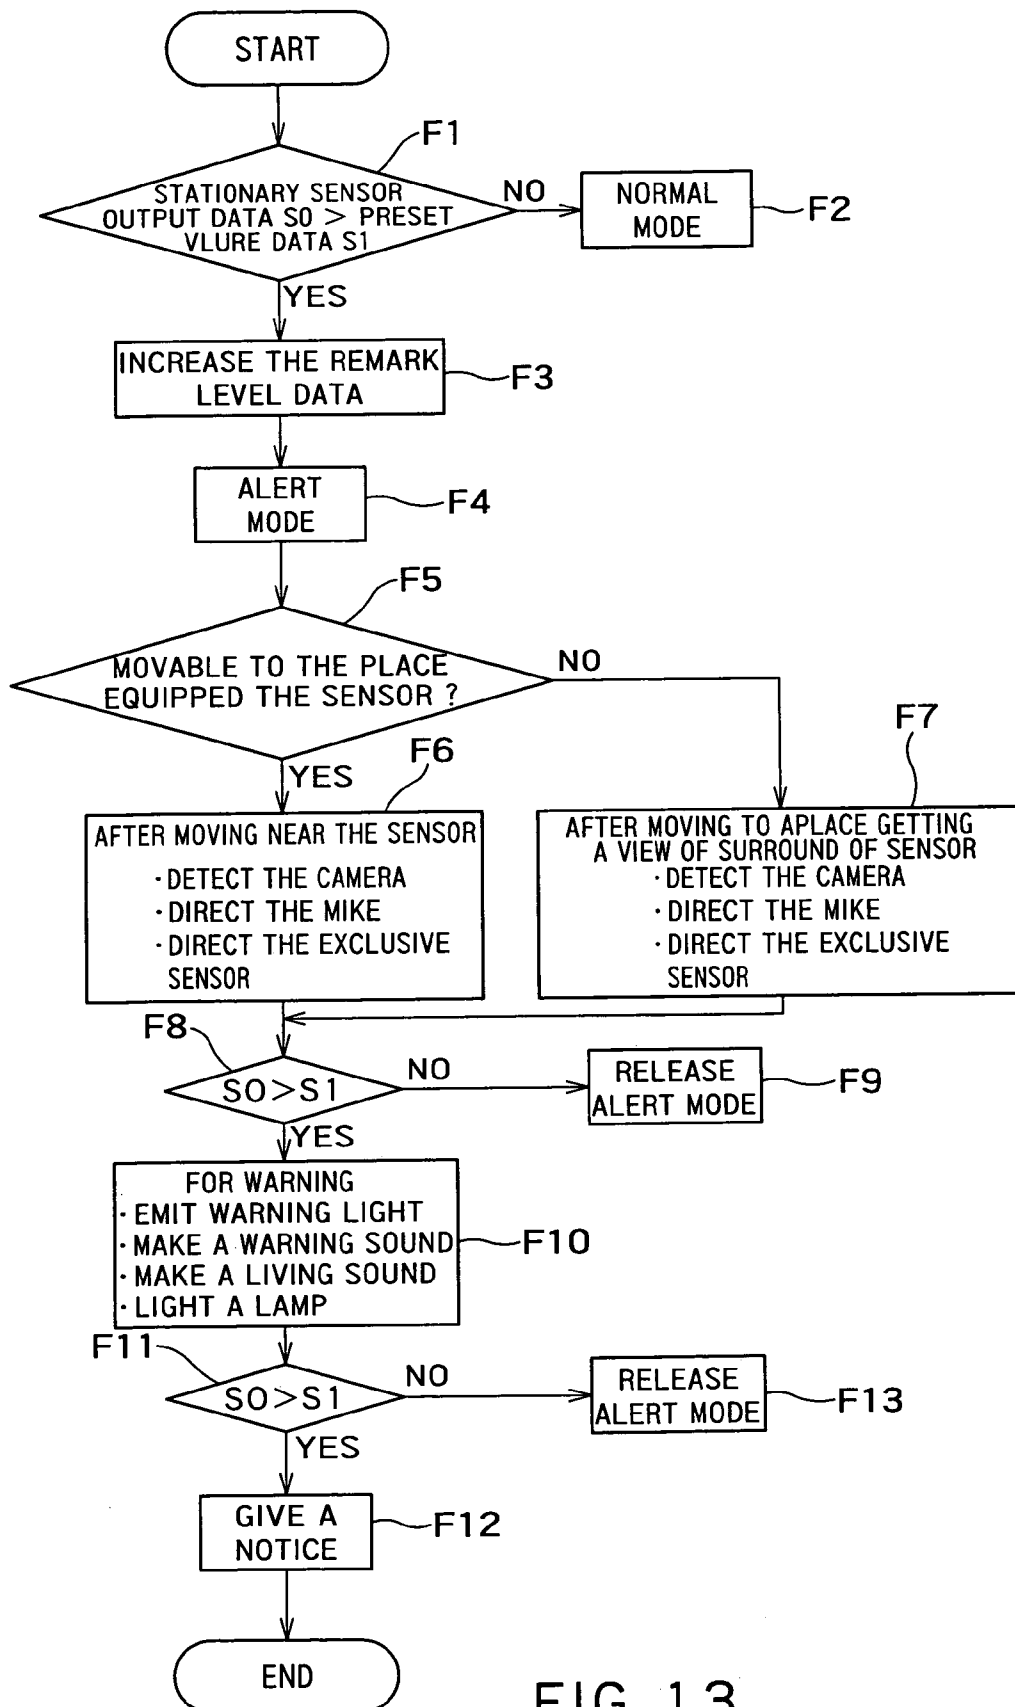 START
F1
STATIONARY SENSOR
OUTPUT DATA S0 > PRESET
VLURE DATA S1
NO
NORMAL
MODE
F2
YES
INCREASE THE REMARK
LEVEL DATA
F3
ALERT
MODE
F4
F5
MOVABLE TO THE PLACE
EQUIPPED THE SENSOR ?
NO
YES
F6
AFTER MOVING NEAR THE SENSOR
・DETECT THE CAMERA
・DIRECT THE MIKE
・DIRECT THE EXCLUSIVE
SENSOR
F7
AFTER MOVING TO APLACE GETTING
A VIEW OF SURROUND OF SENSOR
・DETECT THE CAMERA
・DIRECT THE MIKE
・DIRECT THE EXCLUSIVE
SENSOR
F8
S0>S1
NO
RELEASE
ALERT MODE
F9
YES
FOR WARNING
・EMIT WARNING LIGHT
・MAKE A WARNING SOUND
・MAKE A LIVING SOUND
・LIGHT A LAMP
F10
F11
S0>S1
NO
RELEASE
ALERT MODE
F13
YES
GIVE A
NOTICE
F12
END
FIG.13